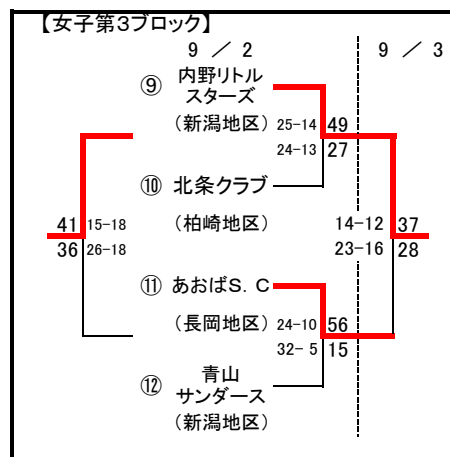 【女子第3ブロック】
9 ／ 2
9 ／ 3
⑨ 内野リトル
スターズ
(新潟地区)
25-14 49
24-13 27
⑩ 北条クラブ
(柏崎地区)
41 15-18
36 26-18
14-12 37
23-16 28
⑪ あおばS．C
(長岡地区)
24-10 56
32- 5 15
⑫ 青山
サンダース
(新潟地区)